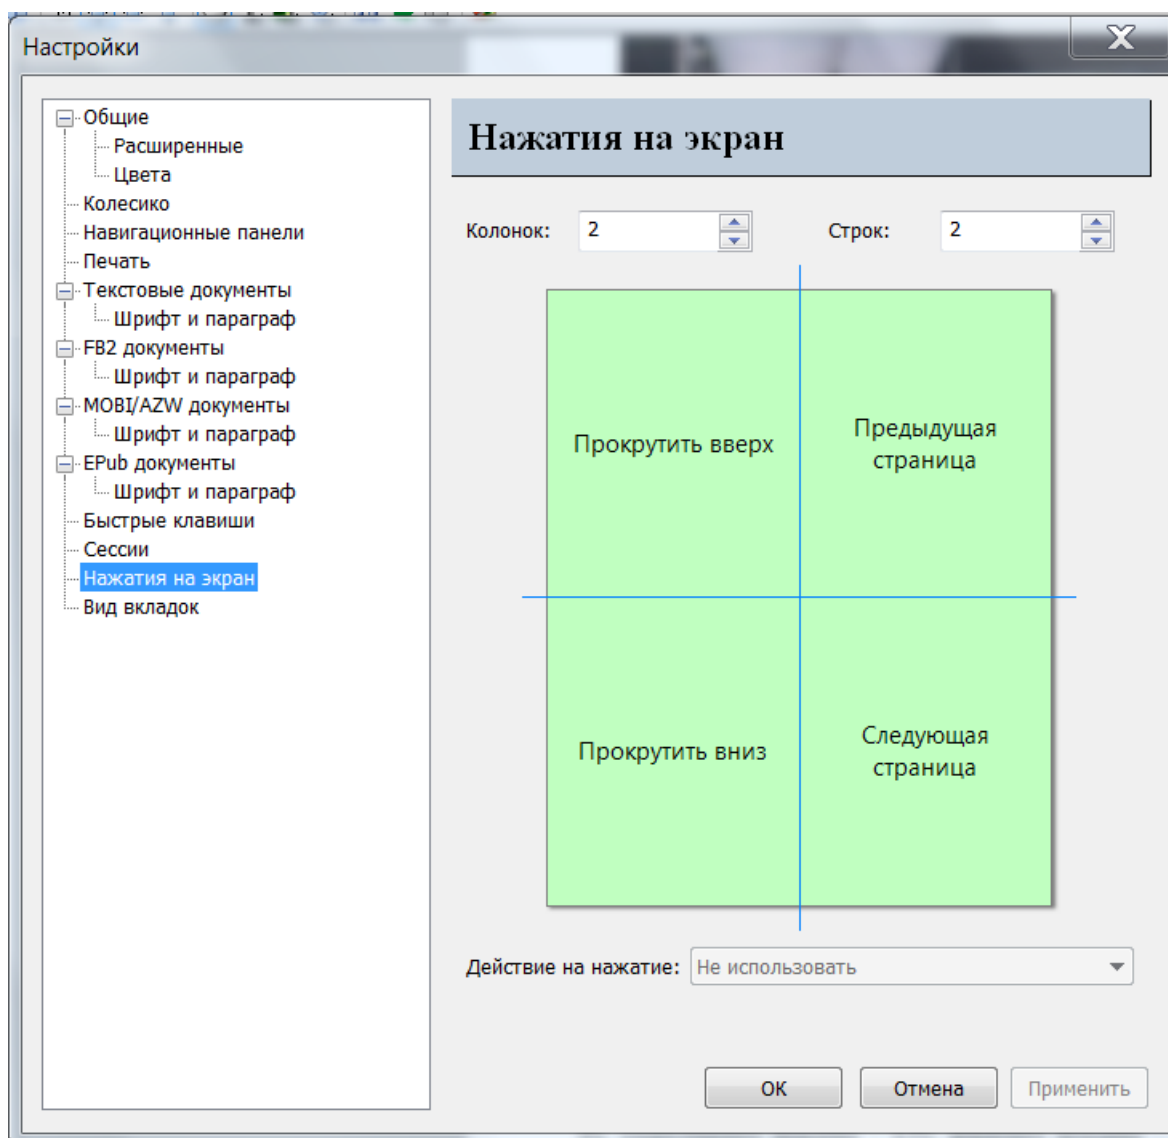 Настройки
Общие
Расширенные
Цвета
Колесико
Навигационные панели
Печать
Текстовые документы
Шрифт и параграф
FB2 документы
Шрифт и параграф
MOBI/AZW документы
Шрифт и параграф
EPub документы
Шрифт и параграф
Быстрые клавиши
Сессии
Нажатия на экран
Вид вкладок
Нажатия на экран
Колонок: 2 Строк: 2
Прокрутить вверх
Предыдущая
страница
Прокрутить вниз
Следующая
страница
Действие на нажатие: Не использовать
ОК Отмена Применить